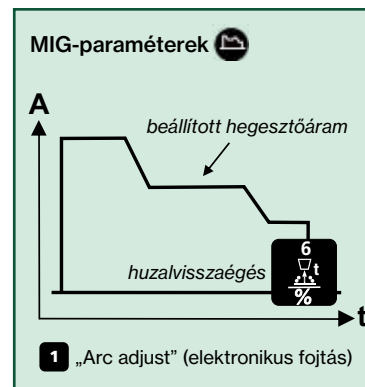 MIG-paraméterek
A
beállított hegesztőáram
6
t
huzalvisszaégés
%
t
1 „Arc adjust” (elektronikus fojtás)